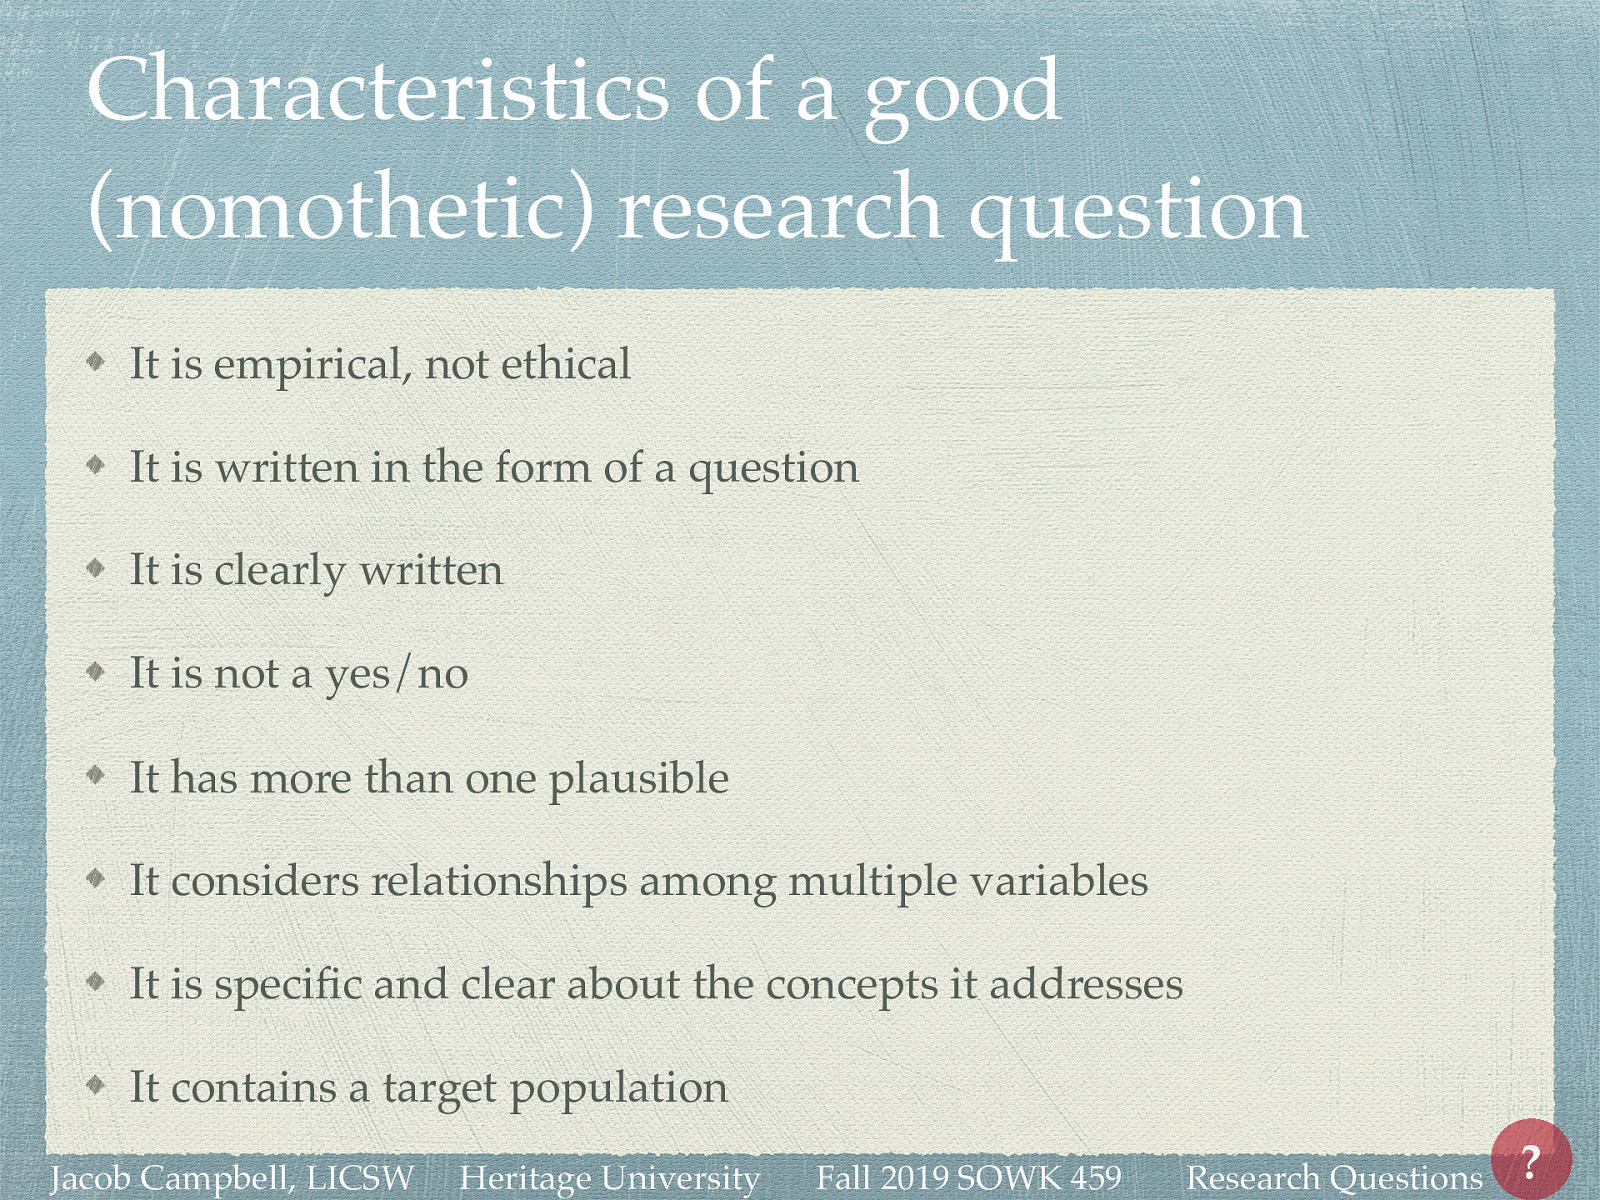 Characteristics of a good
(nomothetic) research question
It is empirical, not ethical
It is written in the form of a question
It is clearly written
It is not a yes/no
It has more than one plausible
It considers relationships among multiple variables
It is specific and clear about the concepts it addresses
It contains a target population
Jacob Campbell, LICSW Heritage University Fall 2019 SOWK 459 Research Questions ?